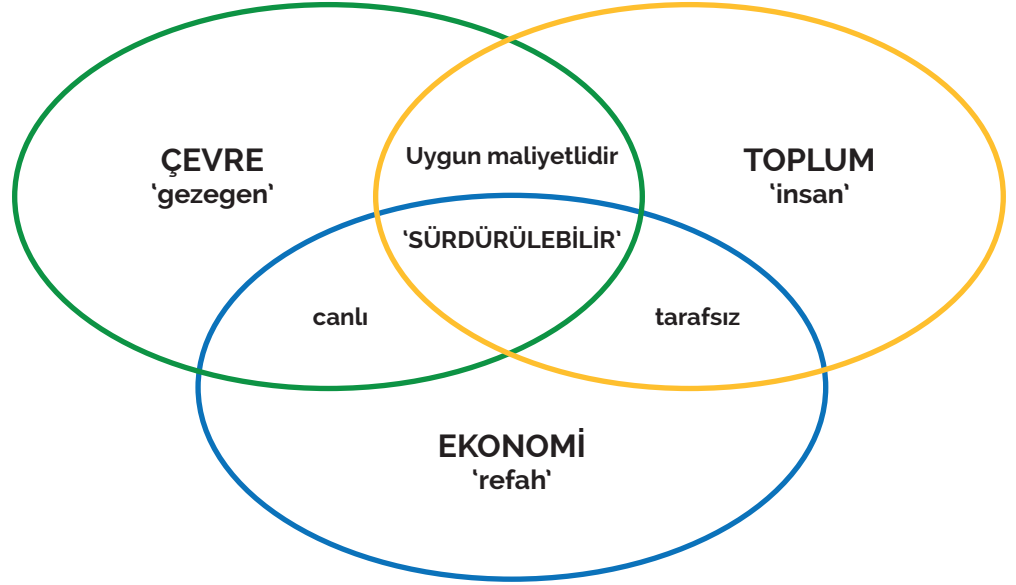 ÇEVRE
‘gezegen’
Uygun maliyetlidir
TOPLUM
‘insan’
‘SÜRDÜRÜLEBİLİR’
canlı
tarafsız
EKONOMİ
‘refah’